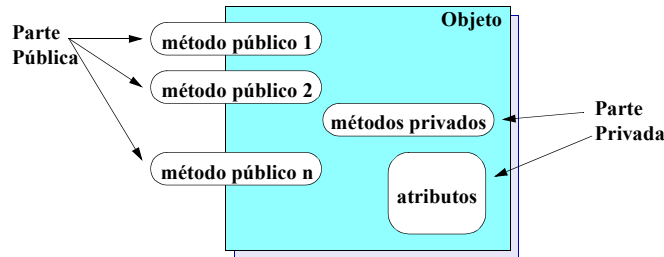 Objeto
Parte
Pública
método público 1
método público 2
métodos privados
Parte
Privada
método público n
atributos